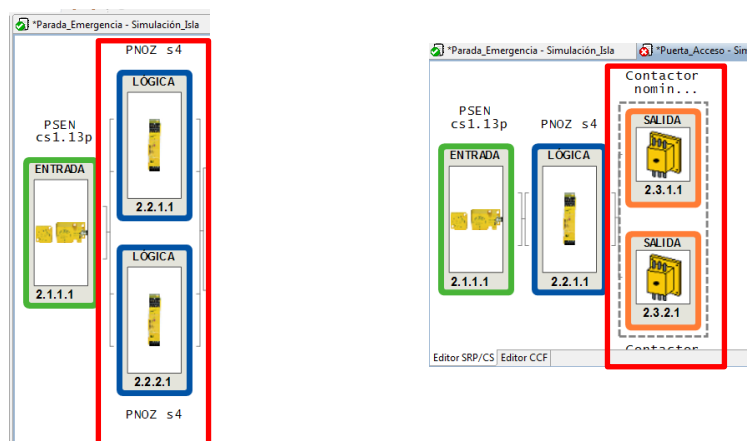 *Parada_Emergencia - Simulación_Isla
PNOZ s4
LÓGICA
2.2.1.1
PSEN
cs1.13p
ENTRADA
2.1.1.1
LÓGICA
2.2.2.1
PNOZ s4
*Parada_Emergencia - Simulación_Isla
*Puerta_Acceso - Sim
Contactor
nomin...
SALIDA
2.3.1.1
PSEN
cs1.13p
PNOZ s4
ENTRADA
2.1.1.1
LÓGICA
2.2.1.1
SALIDA
2.3.2.1
Contactor
Editor SRP/CS
Editor CCF